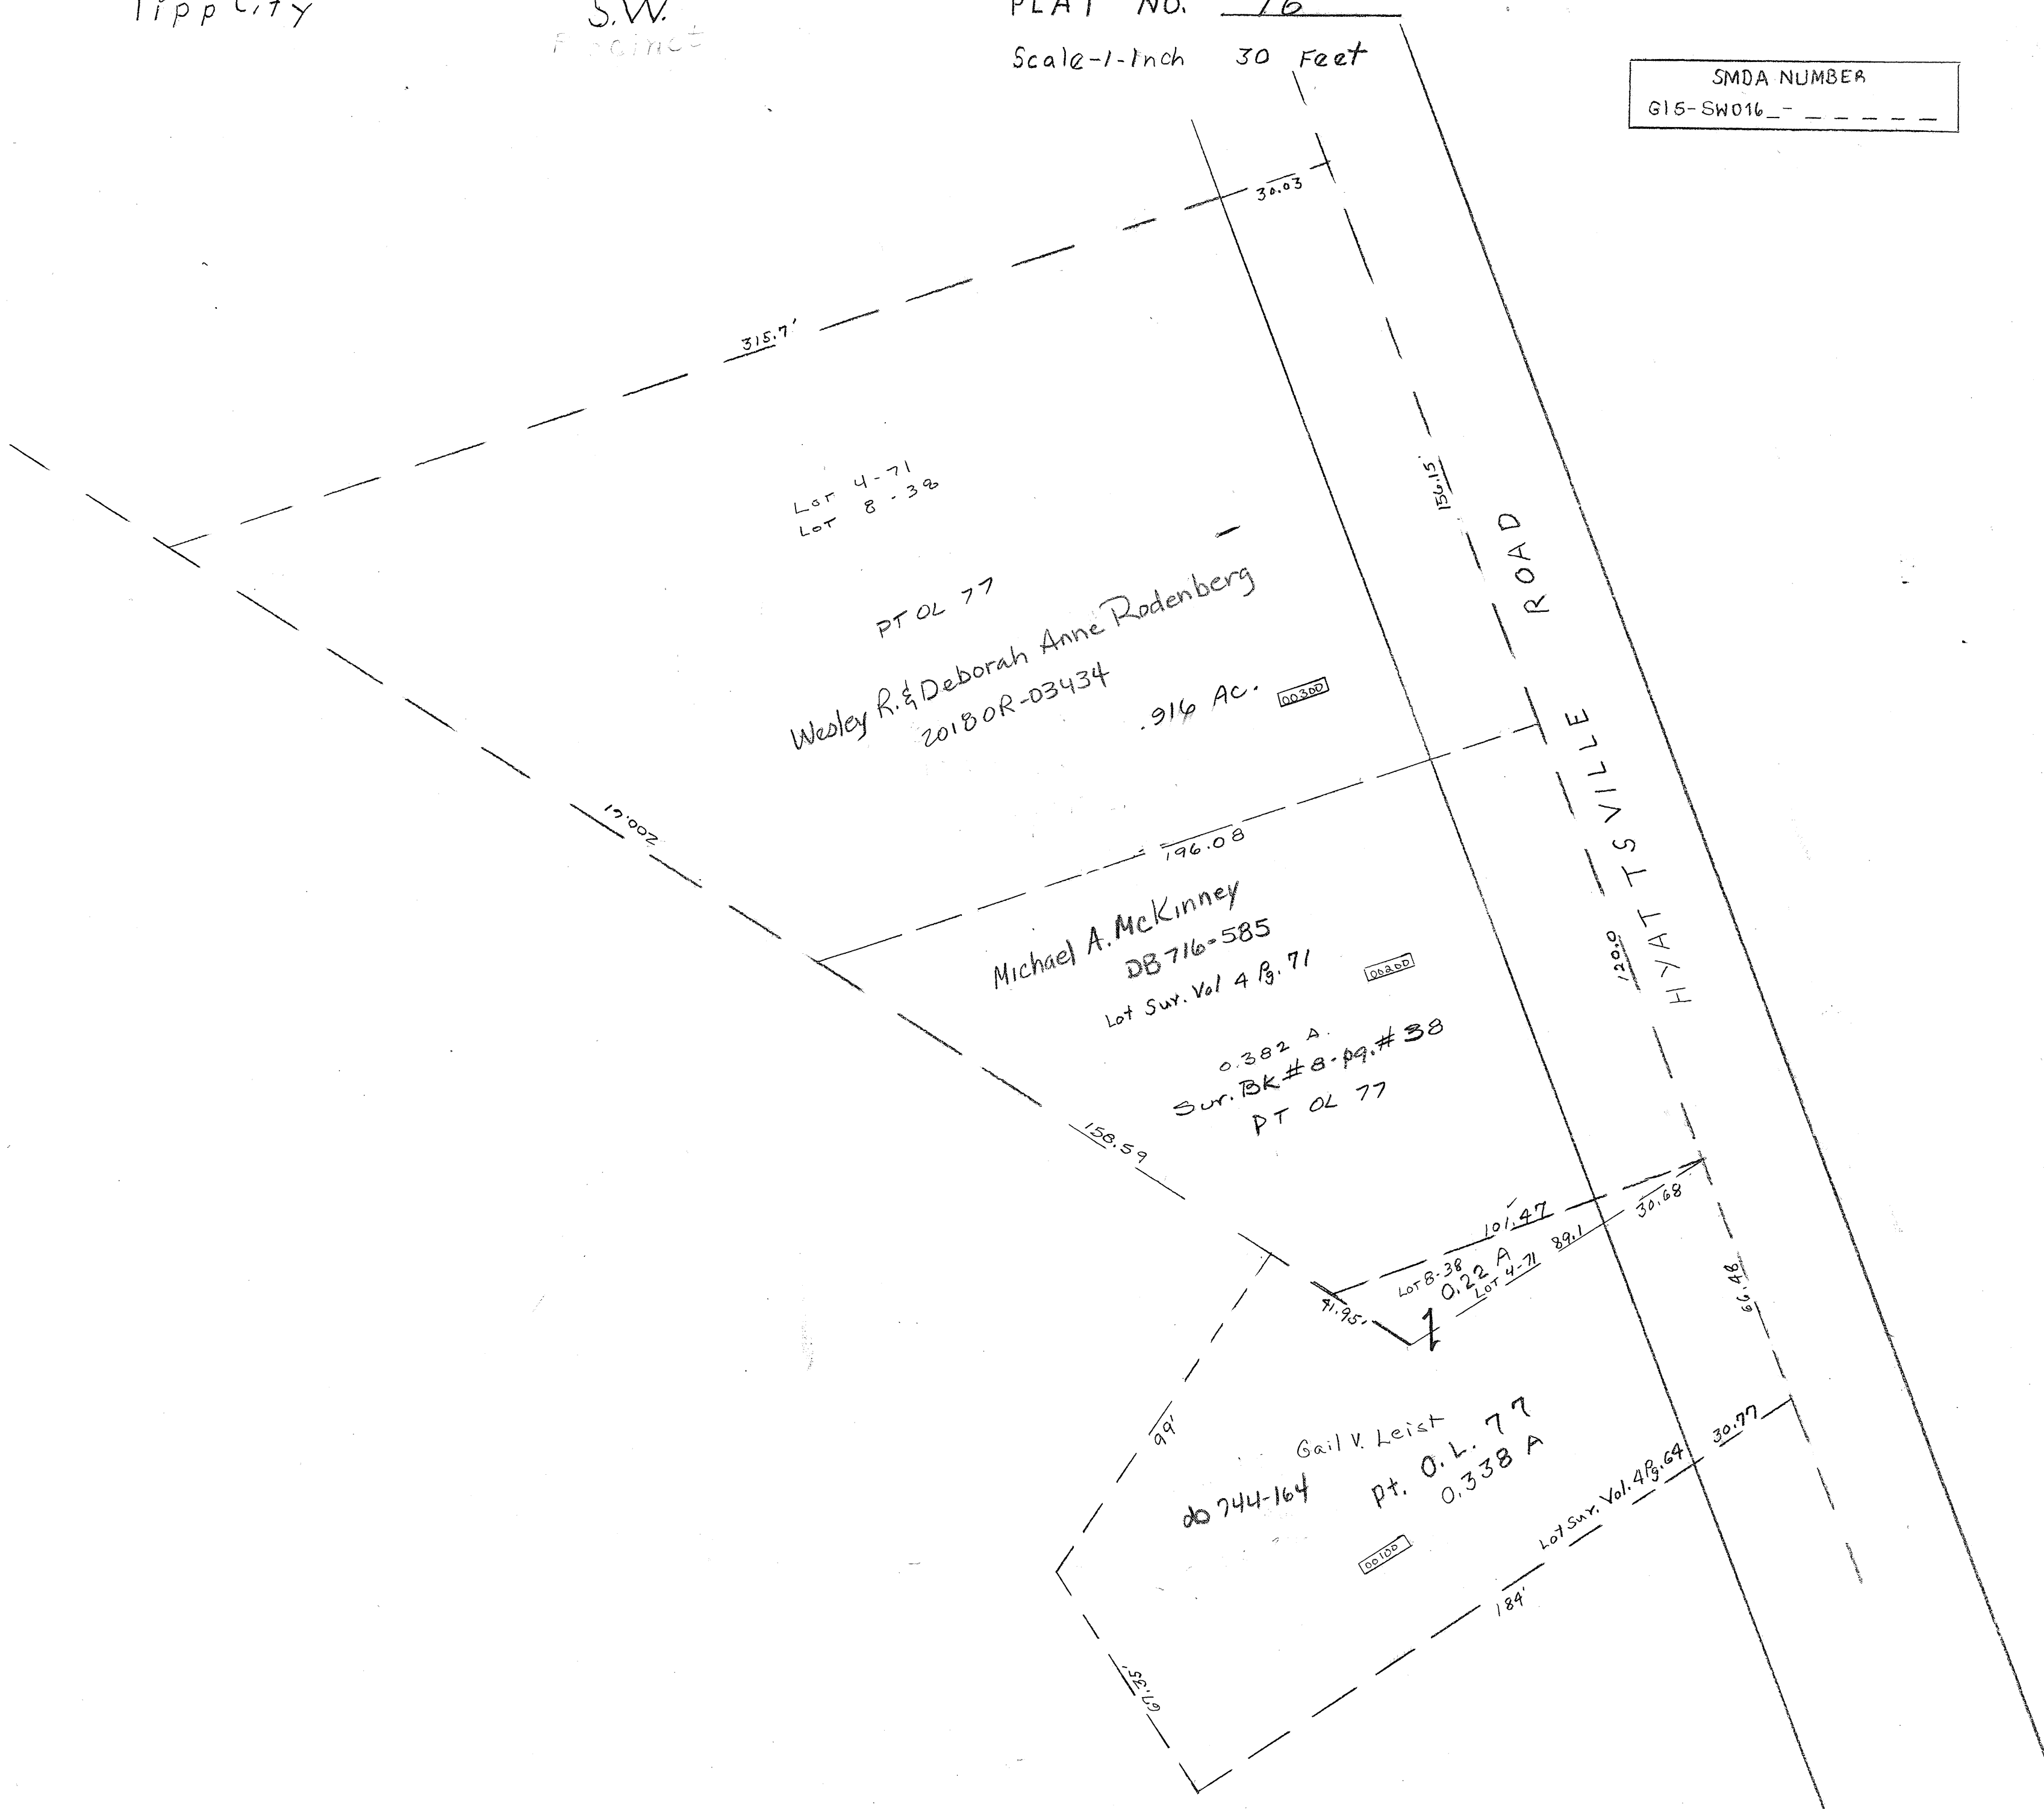 Tipp City
S.W.
PLAT NO. 16
Scale-1-Inch 30 Feet
SMDA NUMBER
G15-SW016_-_ _ _ _ _
30.03
315.7'
156.15'
LOT 4-71
LOT 8-38
PT OL 77
Wesley R. & Deborah Anne Rodenberg
2018OR-03434
.916 AC.
00300
HYATTSVILLE ROAD
200.61
196.08
120.0
Michael A. McKinney
DB 716-585
Lot Sur. Vol 4 Pg. 71
00200
0.382 A.
Sur. BK # 8-pg. # 38
PT OL 77
158.59
101.47
30.68
89.1
LOT 8-38
0.22 A
LOT 4-71
1
41.95'
66.48
99'
Gail V. Leist
db 744-164
pt. O.L. 77
0.338 A
00100
30.77
Lot Sur. Vol. 4 Pg. 64
184'
67.35'